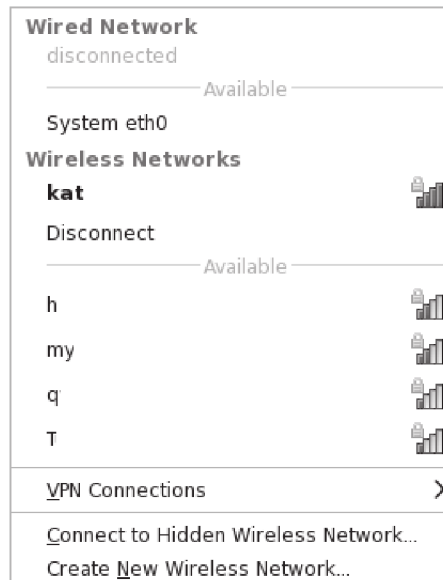 Wired Network
disconnected
Available
System eth0
Wireless Networks
kat
Disconnect
Available
h
my
q
T
VPN Connections
Connect to Hidden Wireless Network...
Create New Wireless Network...